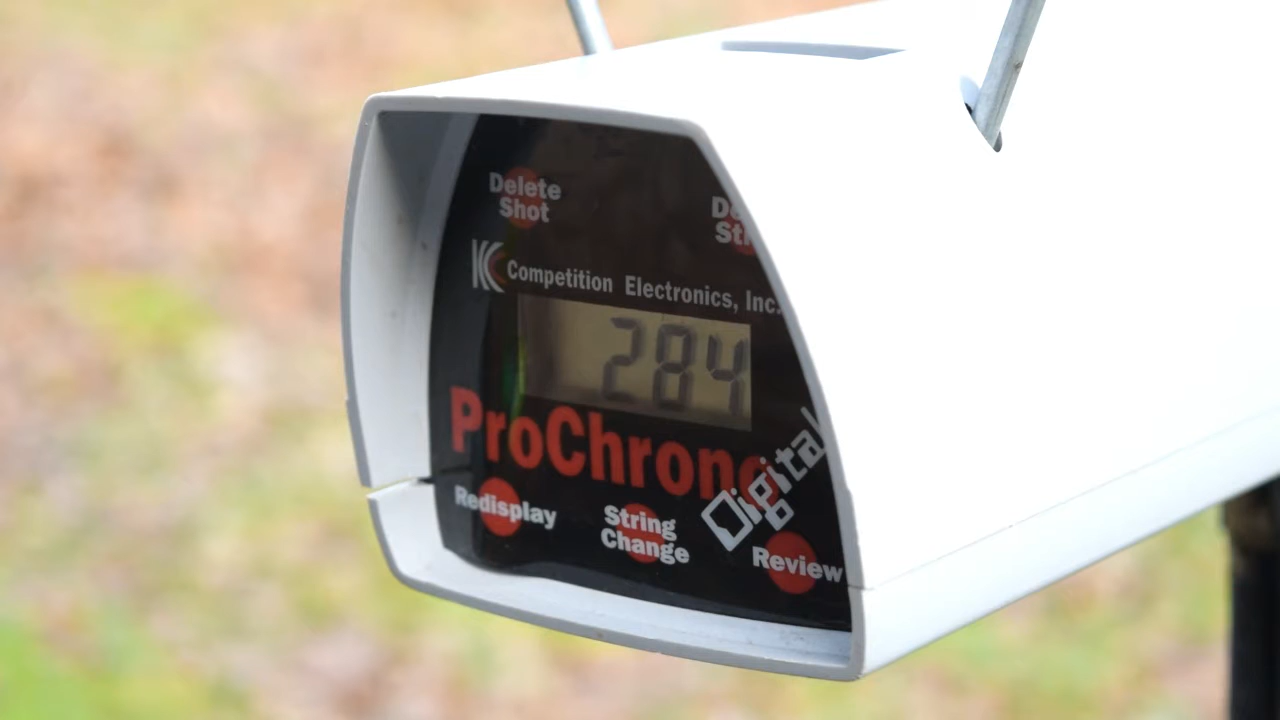 Delete
Shot
Competition Electronics, Inc.
284
ProChrono
Digital
Redisplay
String
Change
Review